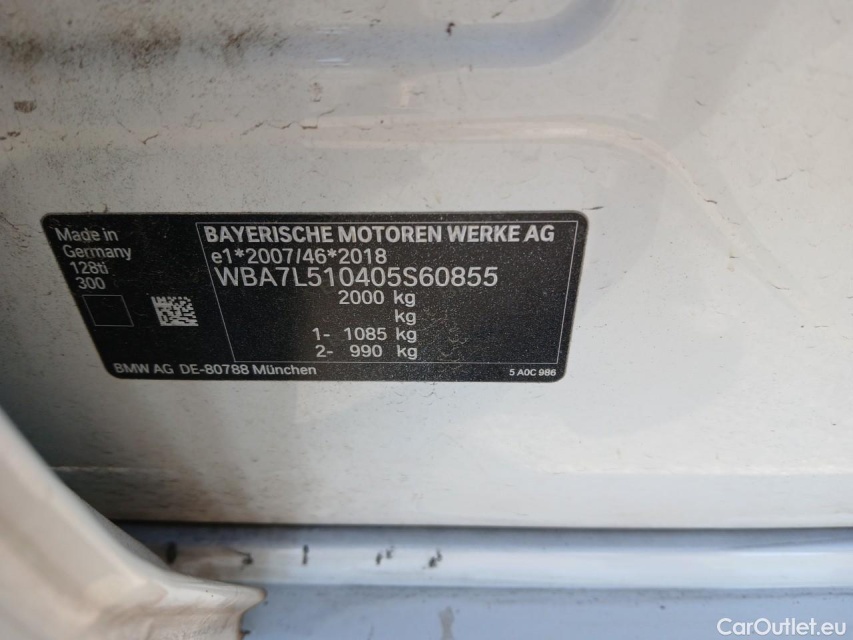 Made in
Germany
128ti
300
BAYERISCHE MOTOREN WERKE AG
e1*2007/46*2018
WBA7L510405S60855
2000 kg
kg
1- 1085 kg
2- 990 kg
BMW AG DE-80788 München
5 A0C 986
CarOutlet.eu